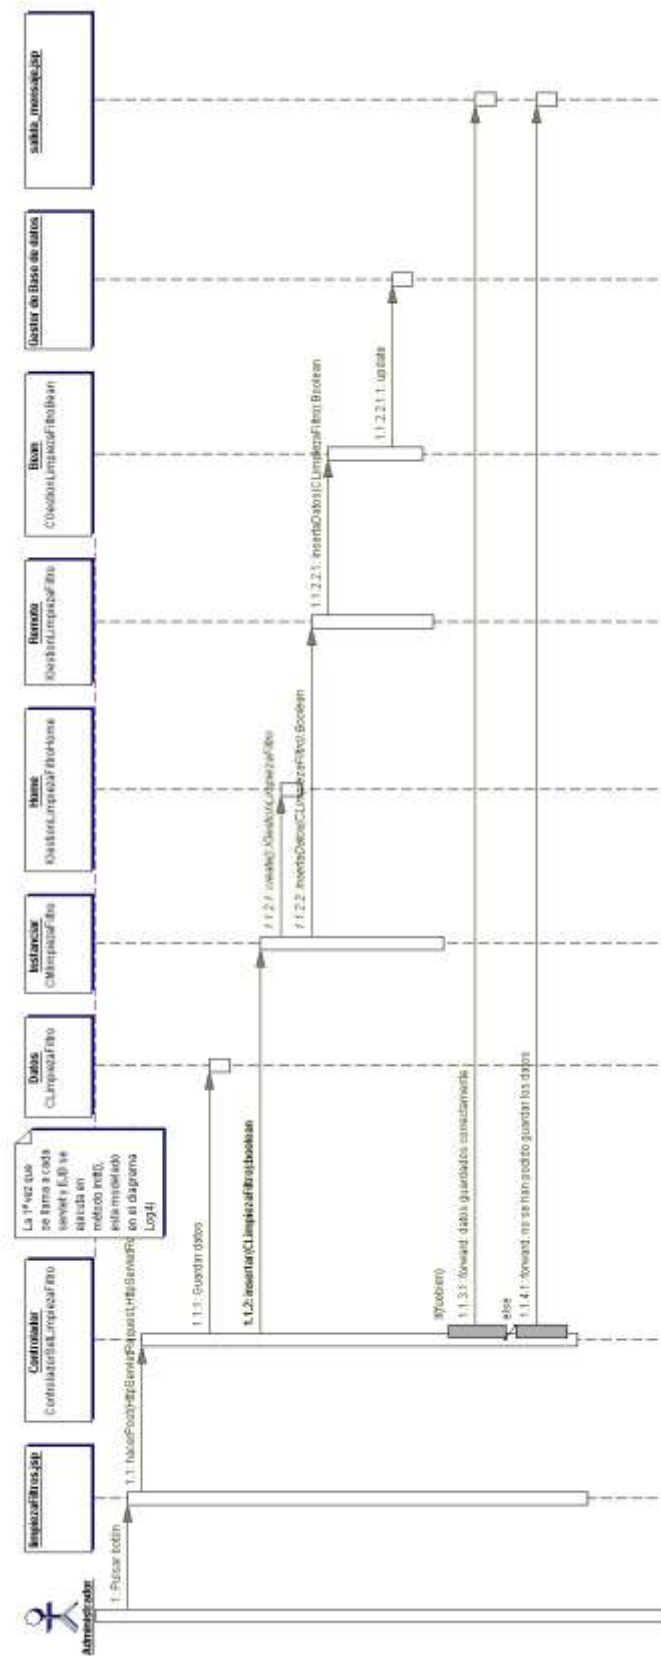 Administrador
limpiezaFiltros.jsp
Controlador
ControladorSetLimpiezaFiltro
La 1ª vez que
se llama a cada
servlet y EJB se
ejecuta en
método init(),
esta modelado
en el diagrama
Log4j
Datos
CLimpiezaFiltro
Instanciar
CMlimpiezaFiltro
Home
IGestionLimpiezaFiltroHome
Remoto
IGestionLimpiezaFiltro
Bean
CGestionLimpiezaFiltroBean
Gestor de Base de datos
salida_mensaje.jsp
1: Pulsar botón
1.1: hacerPost(HttpServletRequest,HttpServletRe
1.1.1: Guardar datos
1.1.2: insertar(CLimpiezaFiltro):boolean
1.1.2.1: create():IGestionLimpiezaFiltro
1.1.2.2: insertaDatos(CLimpiezaFiltro):Boolean
1.1.2.2.1: insertaDatos(CLimpiezaFiltro):Boolean
1.1.2.2.1.1: update
if(fuebien)
1.1.3.1: forward: datos guardados correctamente
else
1.1.4.1: forward: no se han podido guardar los datos